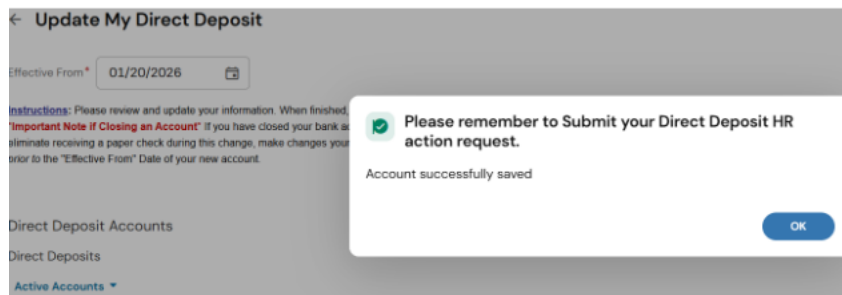 ← Update My Direct Deposit
Effective From* 01/20/2026
Instructions: Please review and update your information. When finished,
"Important Note if Closing an Account" If you have closed your bank
eliminate receiving a paper check during this change, make changes your
prior to the "Effective From" Date of your new account.
Please remember to Submit your Direct Deposit HR
action request.
Account successfully saved
OK
Direct Deposit Accounts
Direct Deposits
Active Accounts